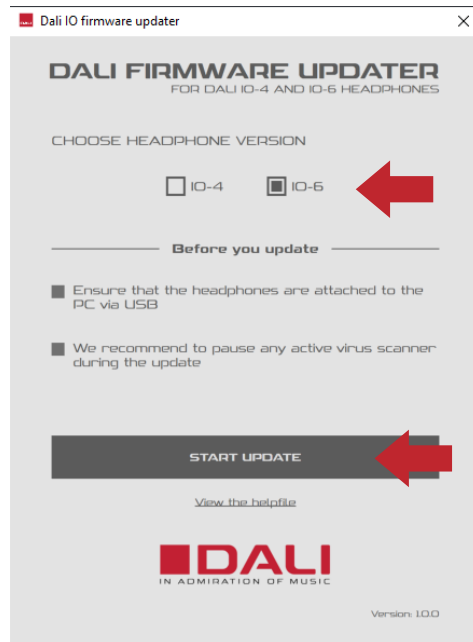 Dali IO firmware updater
DALI FIRMWARE UPDATER
FOR DALI IO-4 AND IO-6 HEADPHONES
CHOOSE HEADPHONE VERSION
IO-4 IO-6
Before you update
Ensure that the headphones are attached to the
PC via USB
We recommend to pause any active virus scanner
during the update
START UPDATE
View the helpfile
DALI
IN ADMIRATION OF MUSIC
Version: 1.0.0